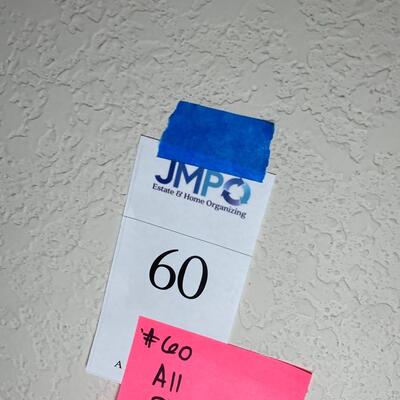 JMPO
Estate & Home Organizing
60
A
#60
All